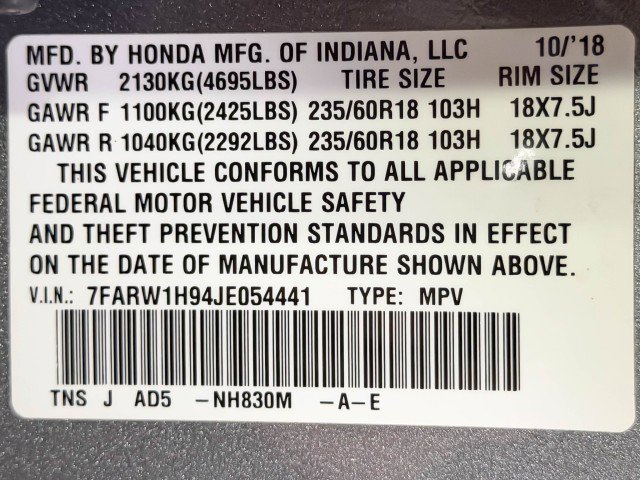 MFD. BY HONDA MFG. OF INDIANA, LLC 10/'18
GVWR 2130KG(4695LBS) TIRE SIZE RIM SIZE
GAWR F 1100KG(2425LBS) 235/60R18 103H 18X7.5J
GAWR R 1040KG(2292LBS) 235/60R18 103H 18X7.5J
THIS VEHICLE CONFORMS TO ALL APPLICABLE
FEDERAL MOTOR VEHICLE SAFETY
AND THEFT PREVENTION STANDARDS IN EFFECT
ON THE DATE OF MANUFACTURE SHOWN ABOVE.
V.I.N.: 7FARW1H94JE054441 TYPE: MPV
TNS J AD5 -NH830M -A-E